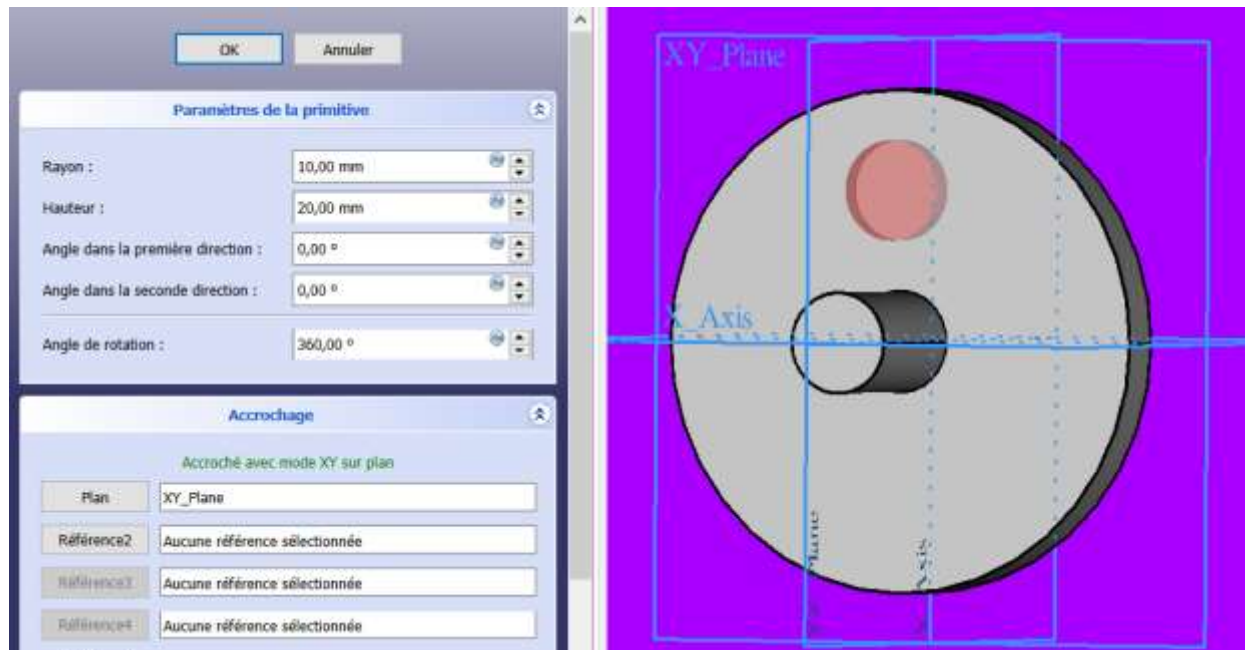 OK Annuler
Paramètres de la primitive
Rayon : 10,00 mm
Hauteur : 20,00 mm
Angle dans la première direction : 0,00 º
Angle dans la seconde direction : 0,00 º
Angle de rotation : 360,00 º
Accrochage
Accroché avec mode XY sur plan
Plan XY_Plane
Référence2 Aucune référence sélectionnée
Référence3 Aucune référence sélectionnée
Référence4 Aucune référence sélectionnée
XY_Plane
X_Axis
Plane
Axis